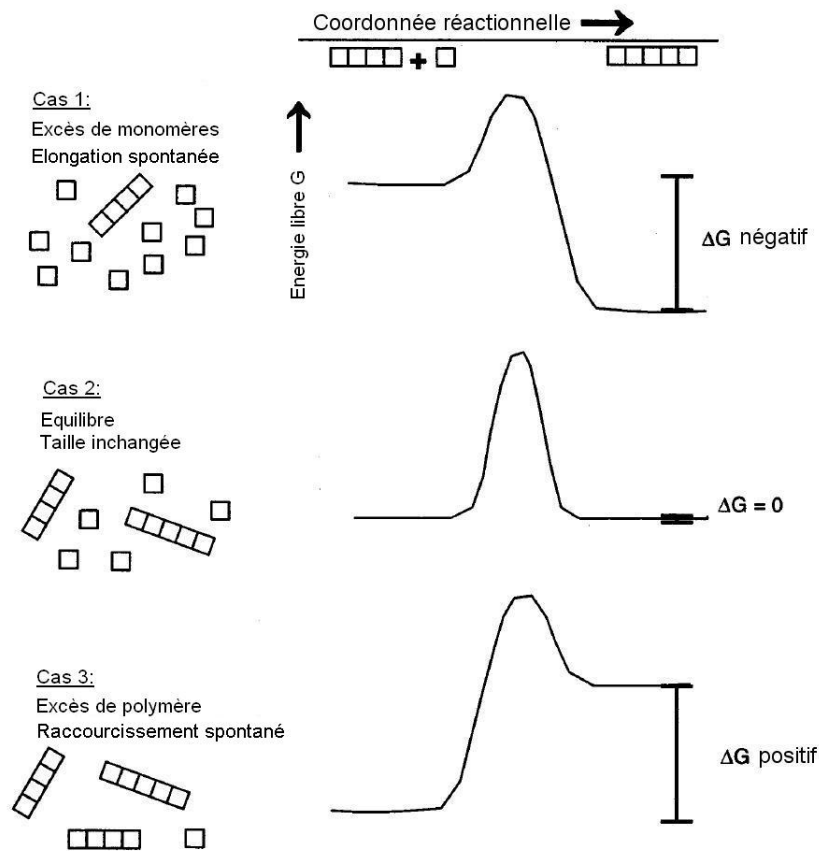 Coordonnée réactionnelle
+
Cas 1:
Excès de monomères
Elongation spontanée
Energie libre G
ΔG négatif
Cas 2:
Equilibre
Taille inchangée
ΔG = 0
Cas 3:
Excès de polymère
Raccourcissement spontané
ΔG positif